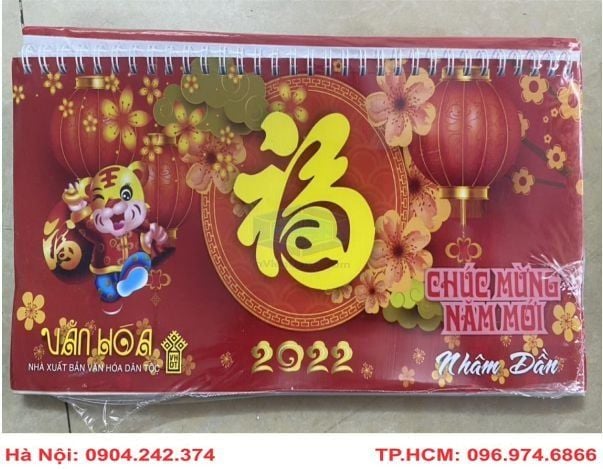 福
CHÚC MỪNG
NĂM MỚI
VĂN HÓA
NHÀ XUẤT BẢN VĂN HÓA DÂN TỘC
2022
Nhâm Dần
Hà Nội: 0904.242.374
TP.HCM: 096.974.6866